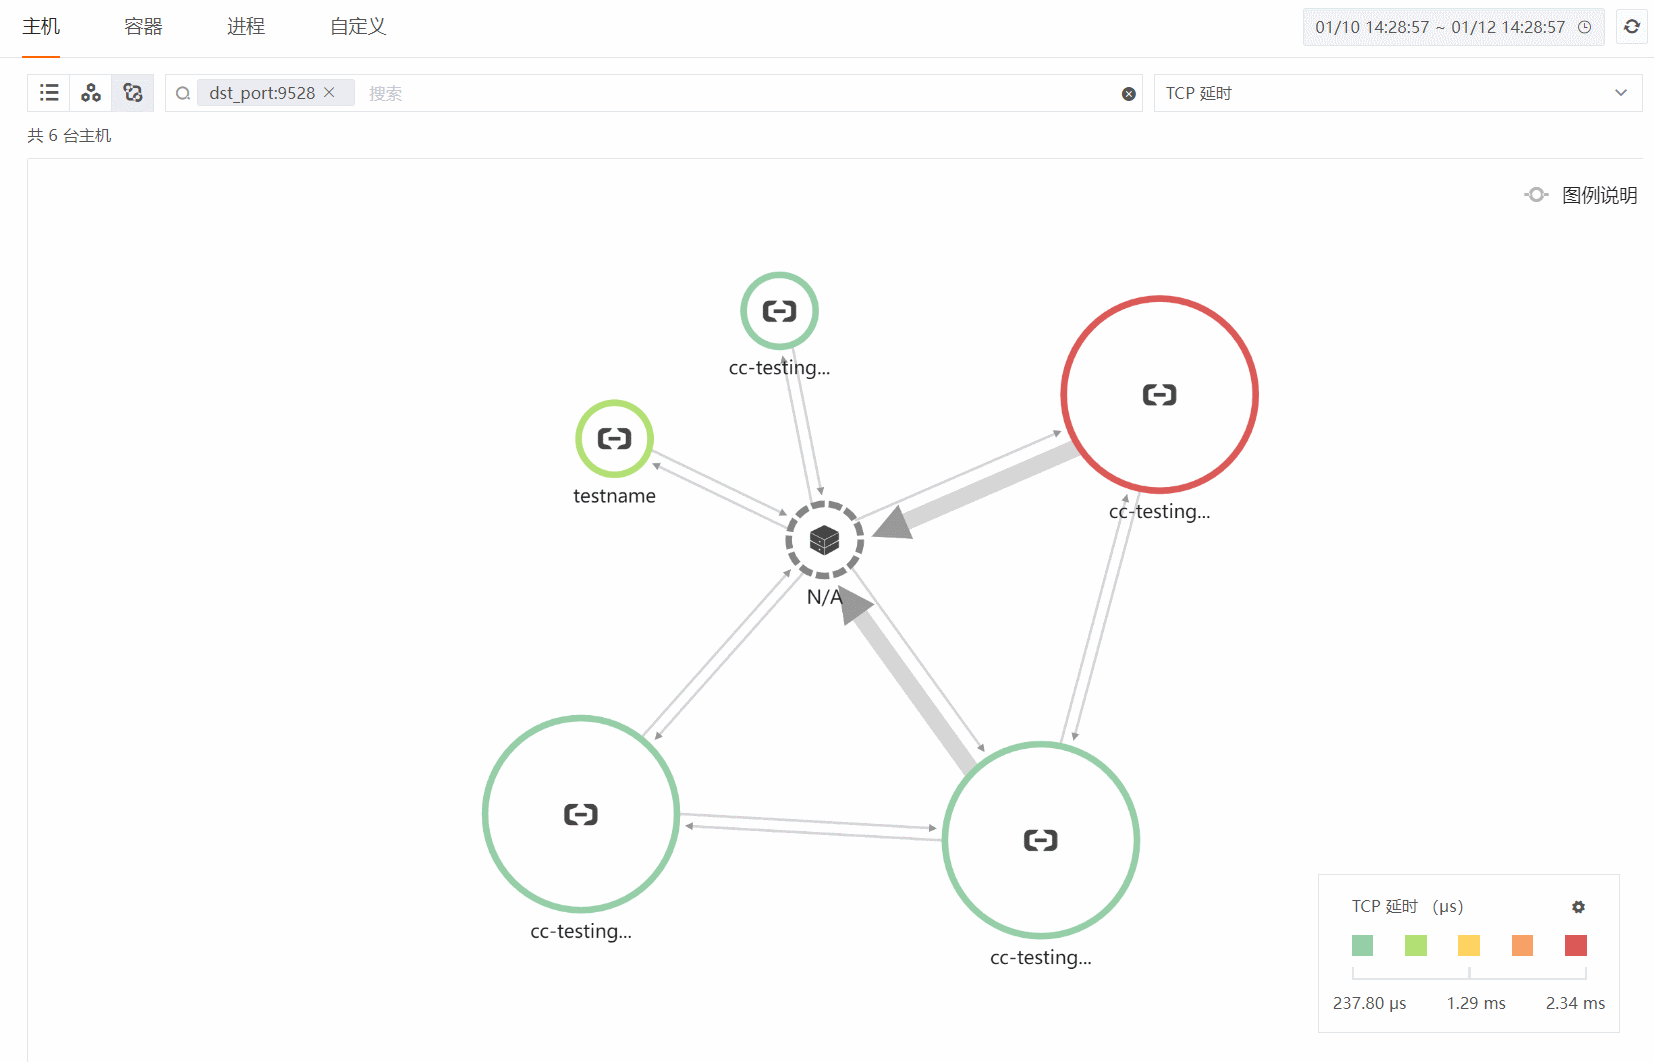 主机 容器 进程 自定义 01/10 14:28:57 ~ 01/12 14:28:57
dst_port:9528 × 搜索 TCP 延时
共 6 台主机
图例说明
cc-testing...
testname
cc-testing...
N/A
cc-testing...
cc-testing...
TCP 延时 (μs)
237.80 μs 1.29 ms 2.34 ms